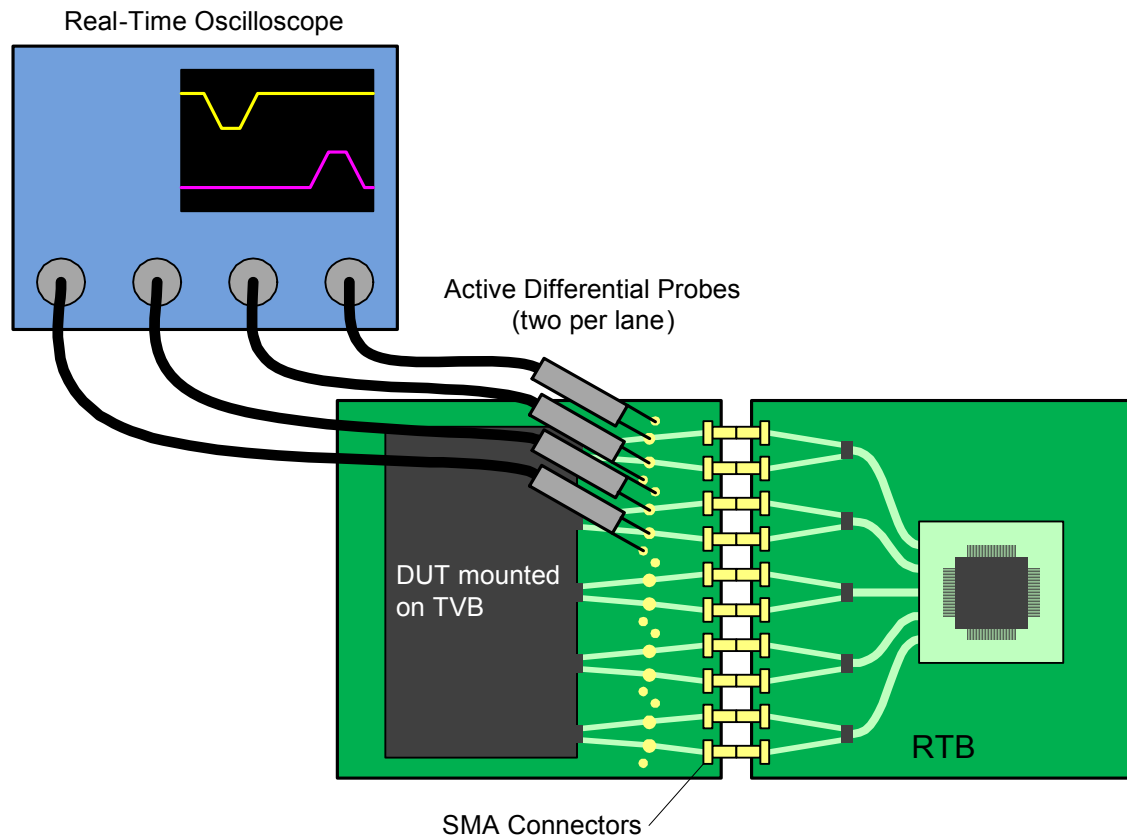 Real-Time Oscilloscope
Active Differential Probes
(two per lane)
DUT mounted
on TVB
RTB
SMA Connectors